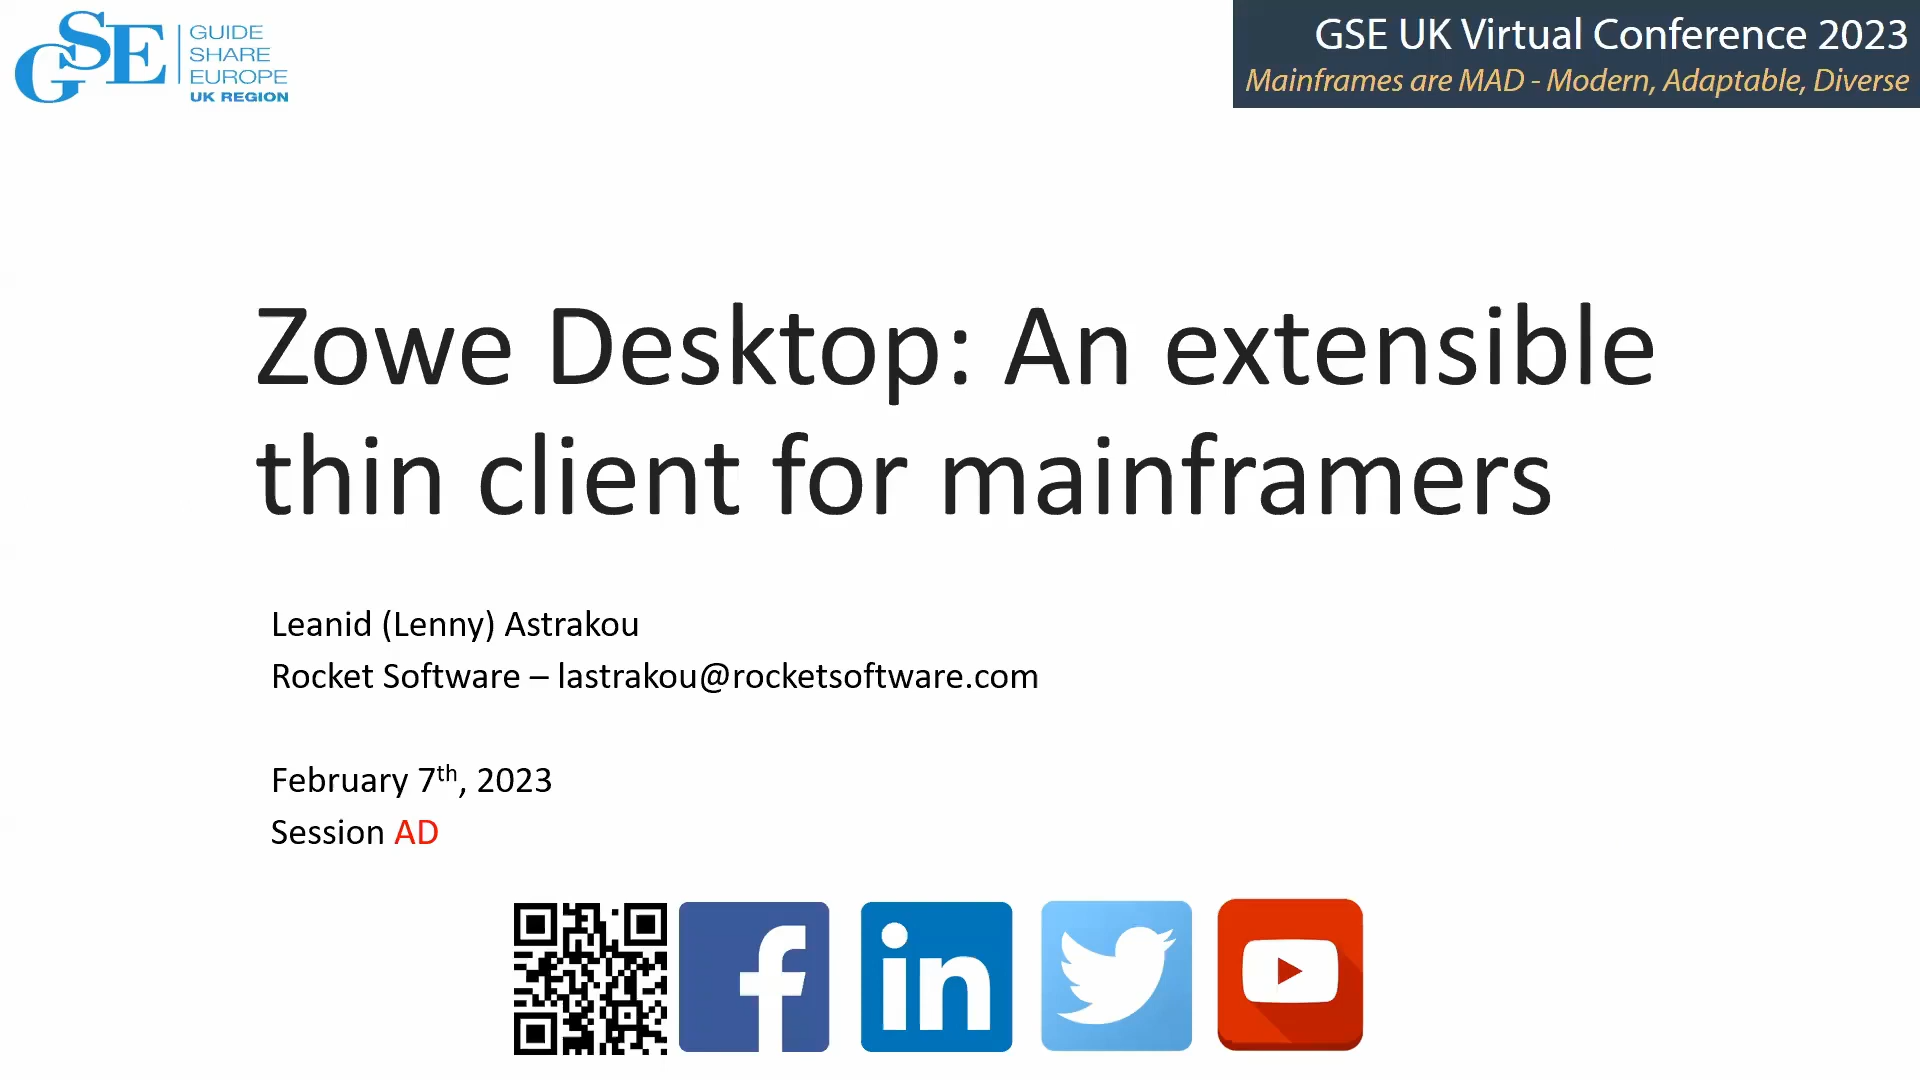 GSE
GUIDE
SHARE
EUROPE
UK REGION
GSE UK Virtual Conference 2023
Mainframes are MAD - Modern, Adaptable, Diverse
Zowe Desktop: An extensible
thin client for mainframers
Leanid (Lenny) Astrakou
Rocket Software – lastrakou@rocketsoftware.com
February 7th, 2023
Session AD
f
in